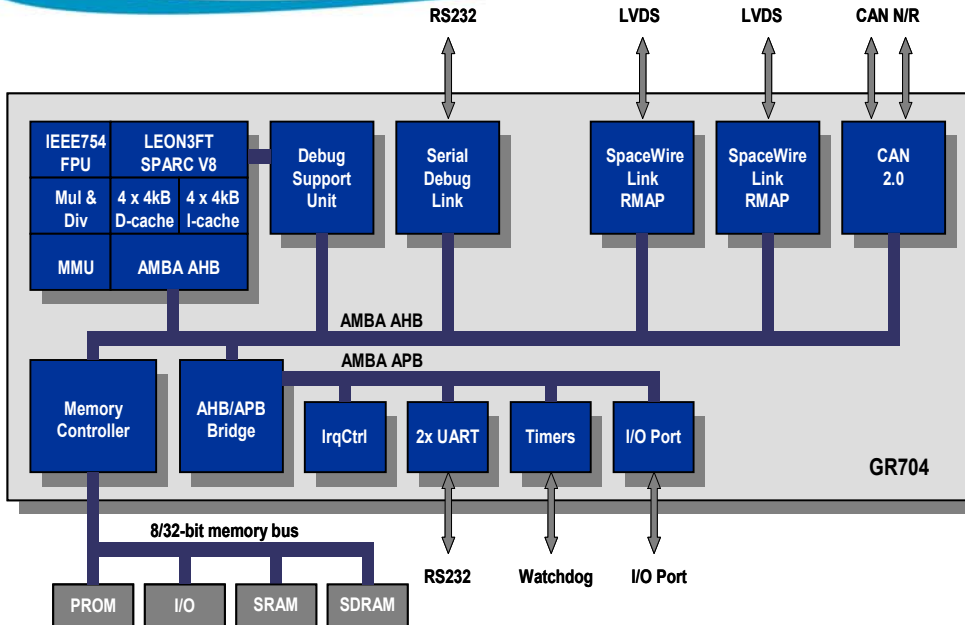 RS232
LVDS
LVDS
CAN N/R
IEEE754
FPU
LEON3FT
SPARC V8
Mul &
Div
4 x 4kB
D-cache
4 x 4kB
I-cache
MMU
AMBA AHB
Debug
Support
Unit
Serial
Debug
Link
SpaceWire
Link
RMAP
SpaceWire
Link
RMAP
CAN
2.0
AMBA AHB
AMBA APB
Memory
Controller
AHB/APB
Bridge
IrqCtrl
2x UART
Timers
I/O Port
GR704
8/32-bit memory bus
RS232
Watchdog
I/O Port
PROM
I/O
SRAM
SDRAM